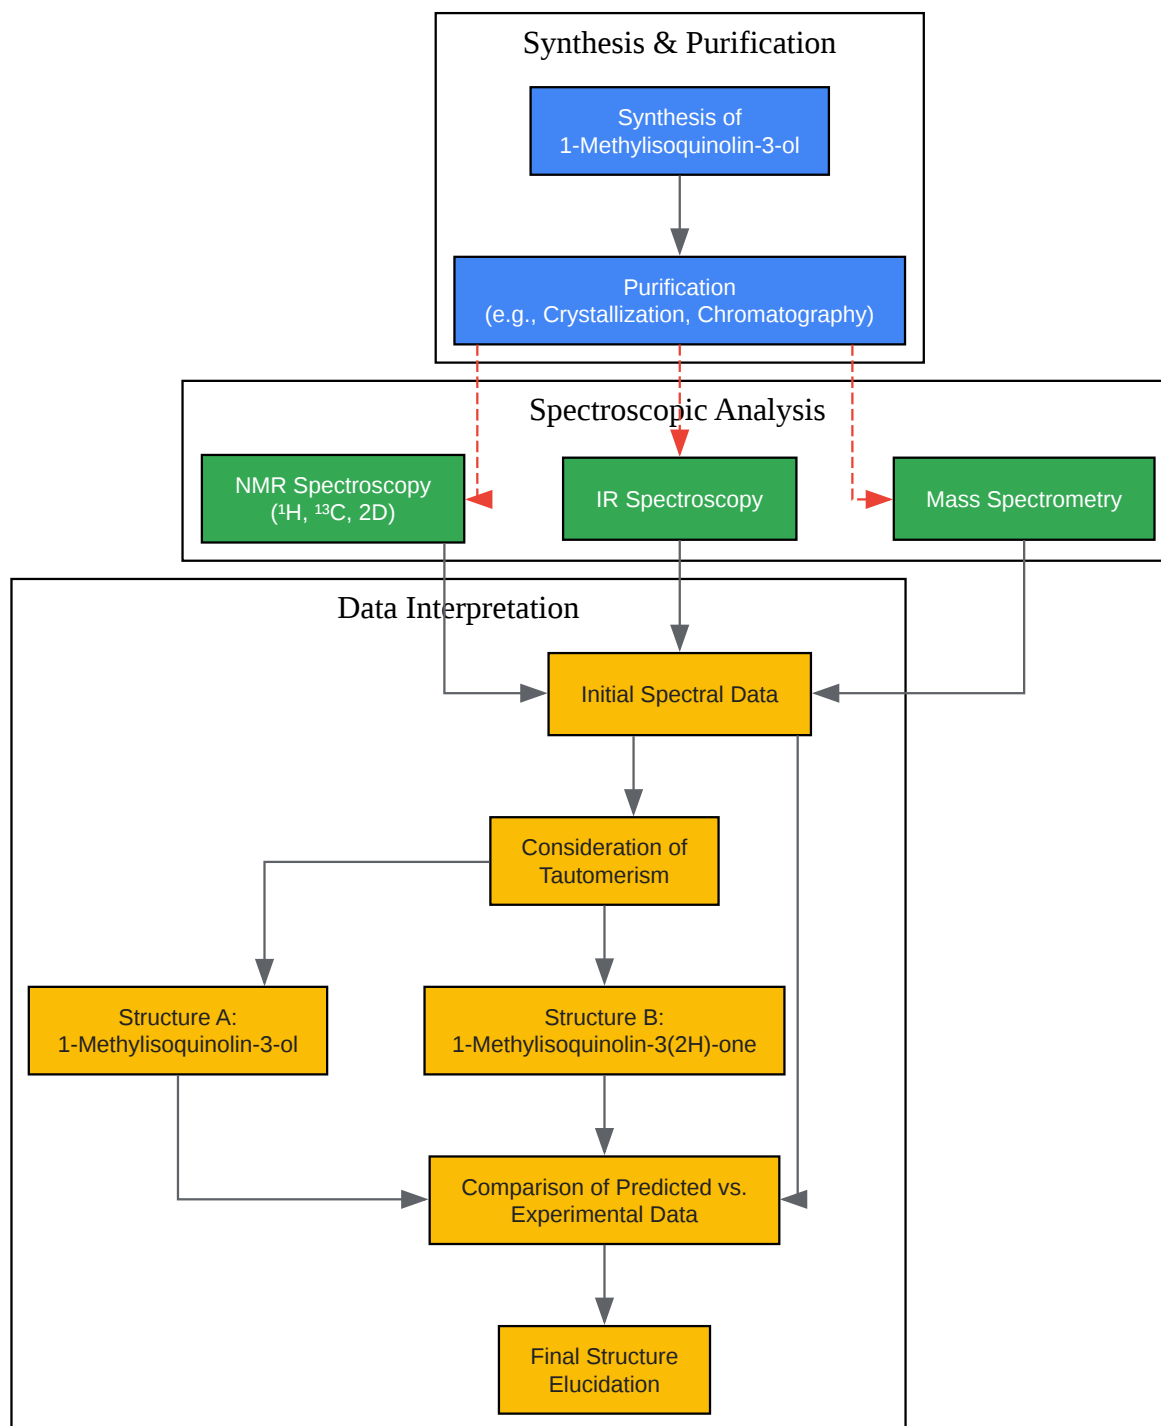 Synthesis & Purification
Synthesis of
1-Methylisoquinolin-3-ol
Purification
(e.g., Crystallization, Chromatography)
Spectroscopic Analysis
NMR Spectroscopy
(¹H, ¹³C, 2D)
IR Spectroscopy
Mass Spectrometry
Data Interpretation
Initial Spectral Data
Consideration of
Tautomerism
Structure A:
1-Methylisoquinolin-3-ol
Structure B:
1-Methylisoquinolin-3(2H)-one
Comparison of Predicted vs.
Experimental Data
Final Structure
Elucidation